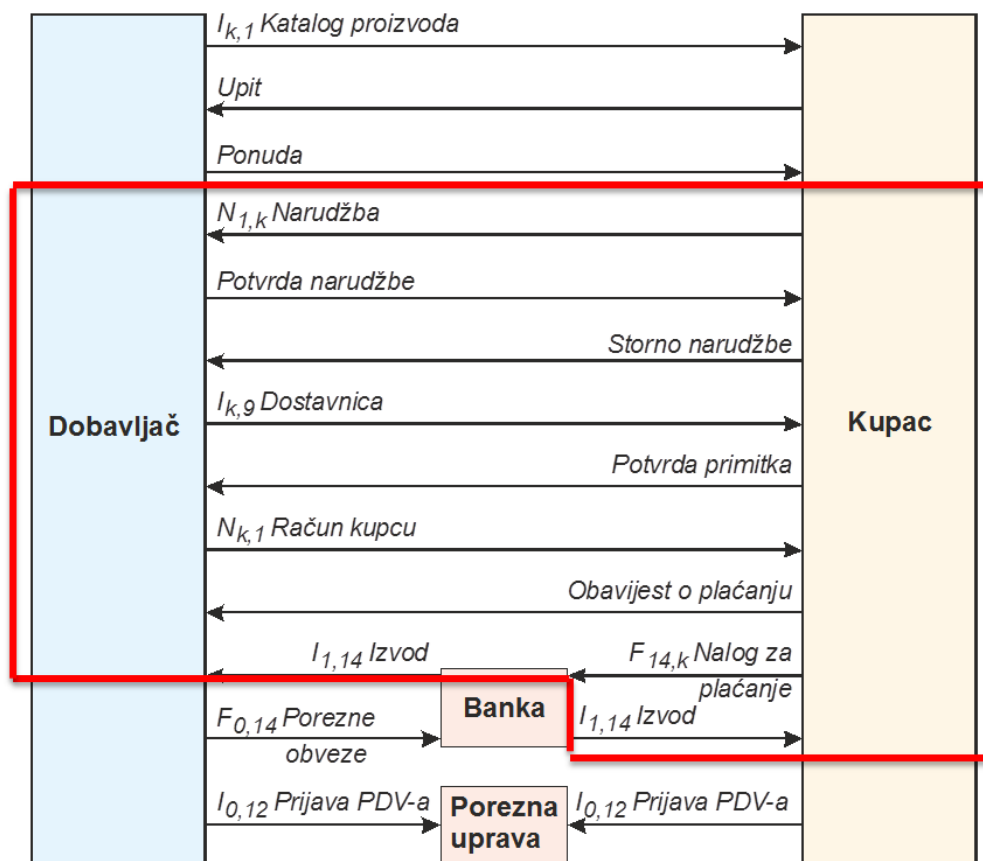 I k,1 Katalog proizvoda
Upit
Ponuda
N 1,k Narudžba
Potvrda narudžbe
Storno narudžbe
I k,9 Dostavnica
Dobavljač
Kupac
Potvrda primitka
N k,1 Račun kupcu
Obavijest o plaćanju
I 1,14 Izvod
F 14,k Nalog za
plaćanje
Banka
F 0,14 Porezne
obveze
I 1,14 Izvod
I 0,12 Prijava PDV-a
Porezna
uprava
I 0,12 Prijava PDV-a